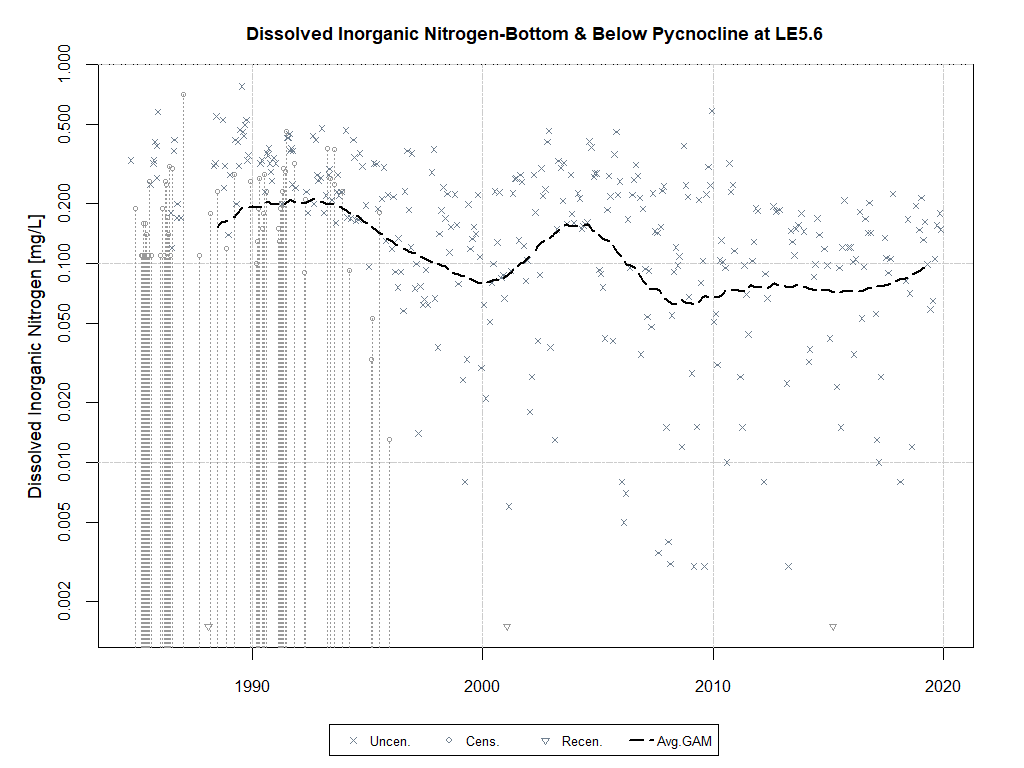 Dissolved Inorganic Nitrogen-Bottom & Below Pycnocline at LE5.6
Dissolved Inorganic Nitrogen [mg/L]
1.000
0.500
0.200
0.100
0.050
0.020
0.010
0.005
0.002
1990 2000 2010 2020
Uncen. Cens. Recen. Avg.GAM